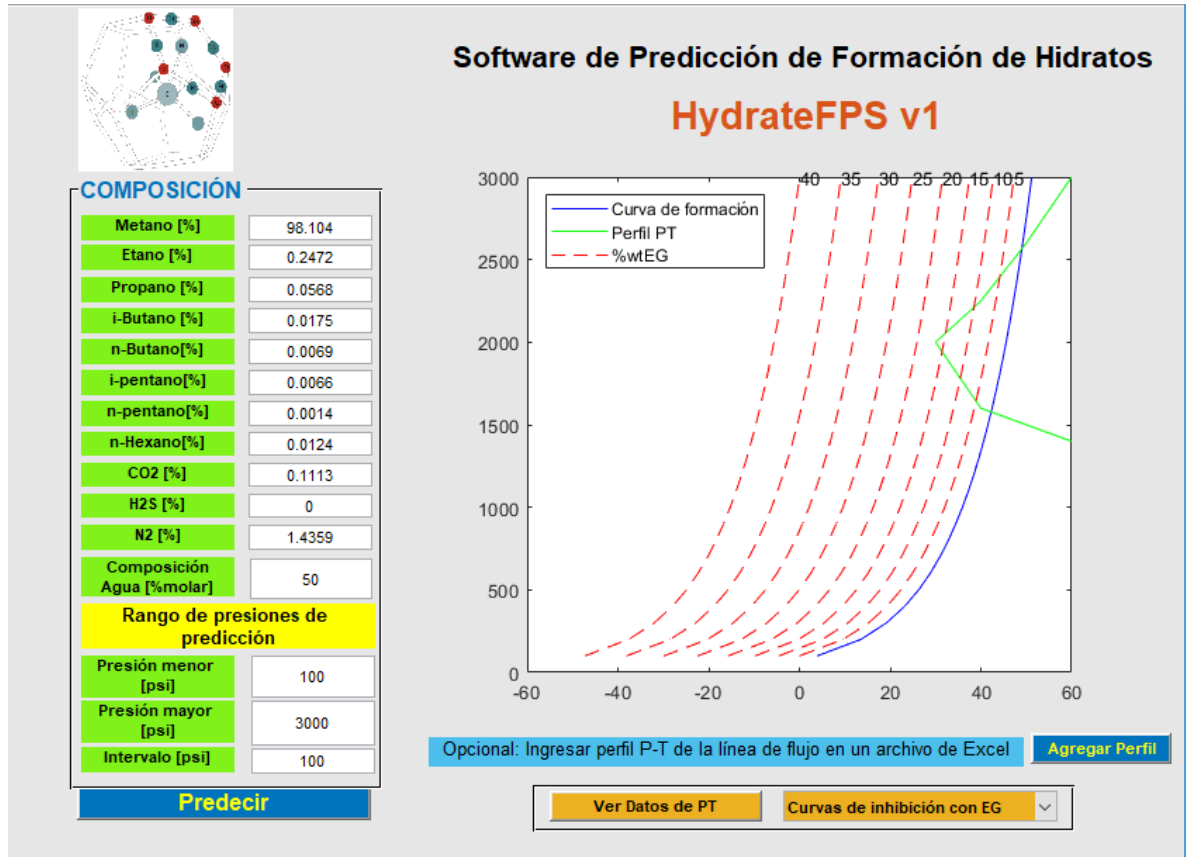 Software de Predicción de Formación de Hidratos
HydrateFPS v1
COMPOSICIÓN
Metano [%]
98.104
Etano [%]
0.2472
Propano [%]
0.0568
i-Butano [%]
0.0175
n-Butano[%]
0.0069
i-pentano[%]
0.0066
n-pentano[%]
0.0014
n-Hexano[%]
0.0124
CO2 [%]
0.1113
H2S [%]
0
N2 [%]
1.4359
Composición
Agua [%molar]
50
Rango de presiones de
predicción
Presión menor
[psi]
100
Presión mayor
[psi]
3000
Intervalo [psi]
100
Predecir
3000
2500
2000
1500
1000
500
0
-60
-40
-20
0
20
40
60
40
35
30
25
20
15
10
5
Curva de formación
Perfil PT
%wtEG
Opcional: Ingresar perfil P-T de la línea de flujo en un archivo de Excel
Agregar Perfil
Ver Datos de PT
Curvas de inhibición con EG